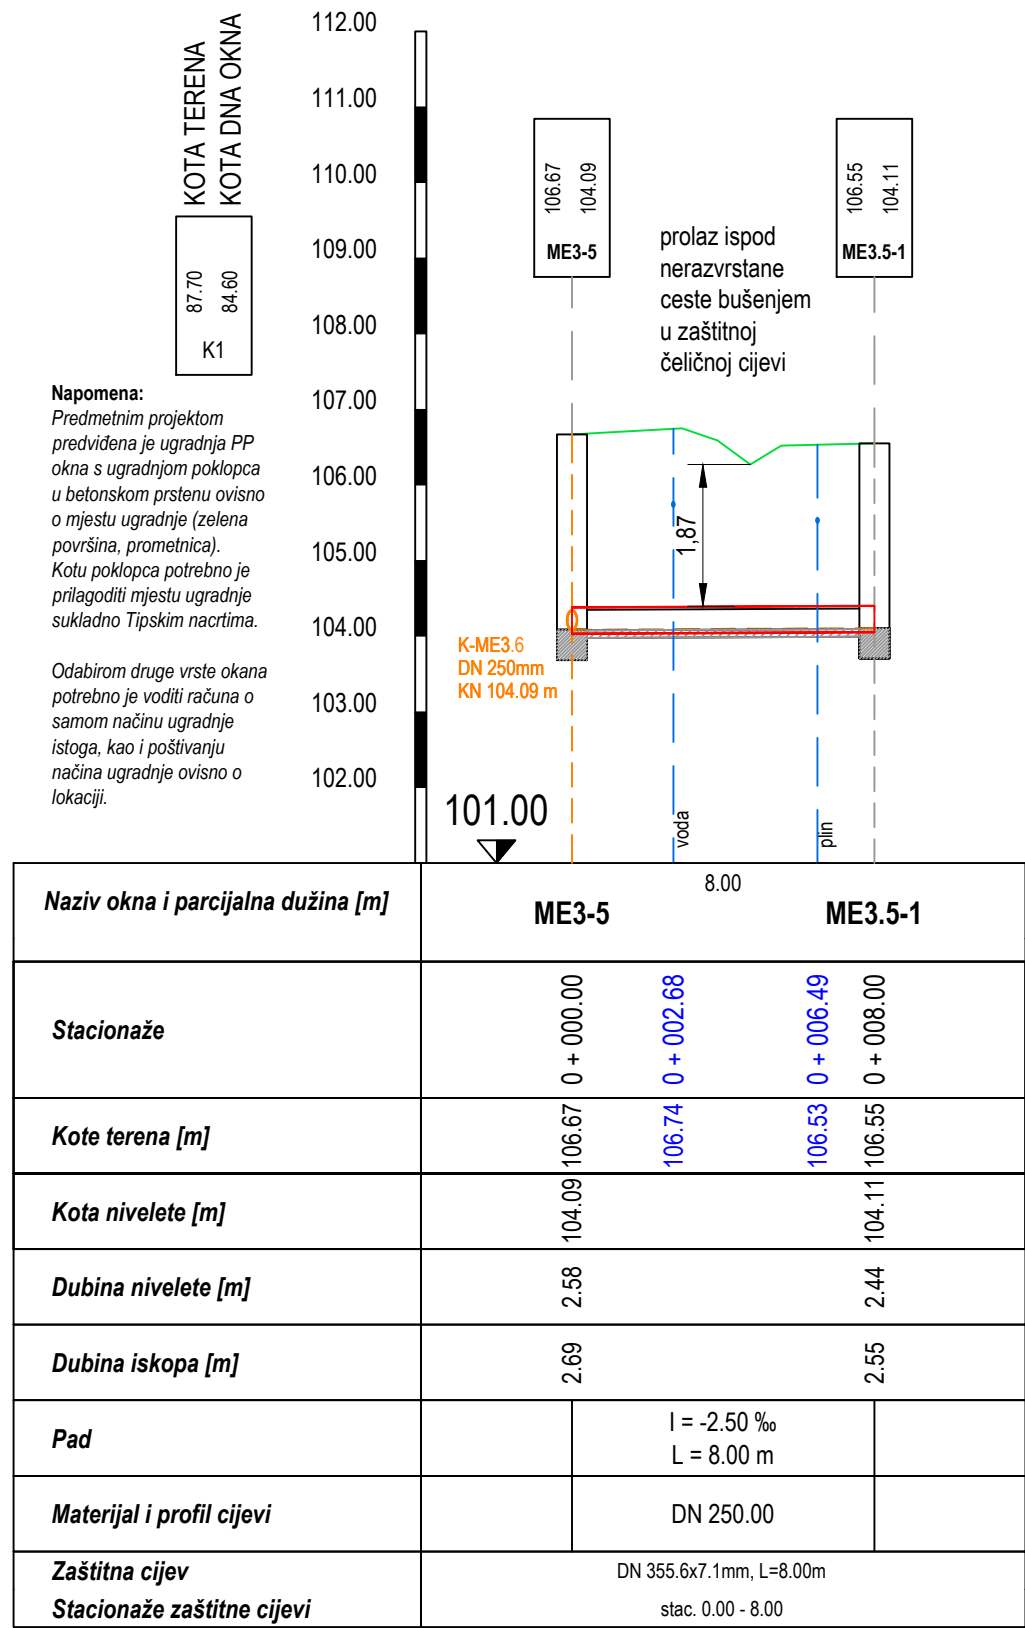 KOTA TERENA
KOTA DNA OKNA
87.70
84.60
K1
Napomena:
Predmetnim projektom
predviđena je ugradnja PP
okna s ugradnjom poklopca
u betonskom prstenu ovisno
o mjestu ugradnje (zelena
površina, prometnica).
Kotu poklopca potrebno je
prilagoditi mjestu ugradnje
sukladno Tipskim nacrtima.
Odabirom druge vrste okana
potrebno je voditi računa o
samom načinu ugradnje
istoga, kao i poštivanju
načina ugradnje ovisno o
lokaciji.
112.00
111.00
110.00
109.00
108.00
107.00
106.00
105.00
104.00
103.00
102.00
101.00
106.67
104.09
ME3-5
prolaz ispod
nerazvrstane
ceste bušenjem
u zaštitnoj
čeličnoj cijevi
106.55
104.11
ME3.5-1
1,87
K-ME3.6
DN 250mm
KN 104.09 m
voda
plin
Naziv okna i parcijalna dužina [m]
8.00
ME3-5 ME3.5-1
Stacionaže
0 + 000.00 0 + 002.68 0 + 006.49 0 + 008.00
Kote terena [m]
106.67 106.74 106.53 106.55
Kota nivelete [m]
104.09 104.11
Dubina nivelete [m]
2.58 2.44
Dubina iskopa [m]
2.69 2.55
Pad
I = -2.50 ‰
L = 8.00 m
Materijal i profil cijevi
DN 250.00
Zaštitna cijev
DN 355.6x7.1mm, L=8.00m
Stacionaže zaštitne cijevi
stac. 0.00 - 8.00